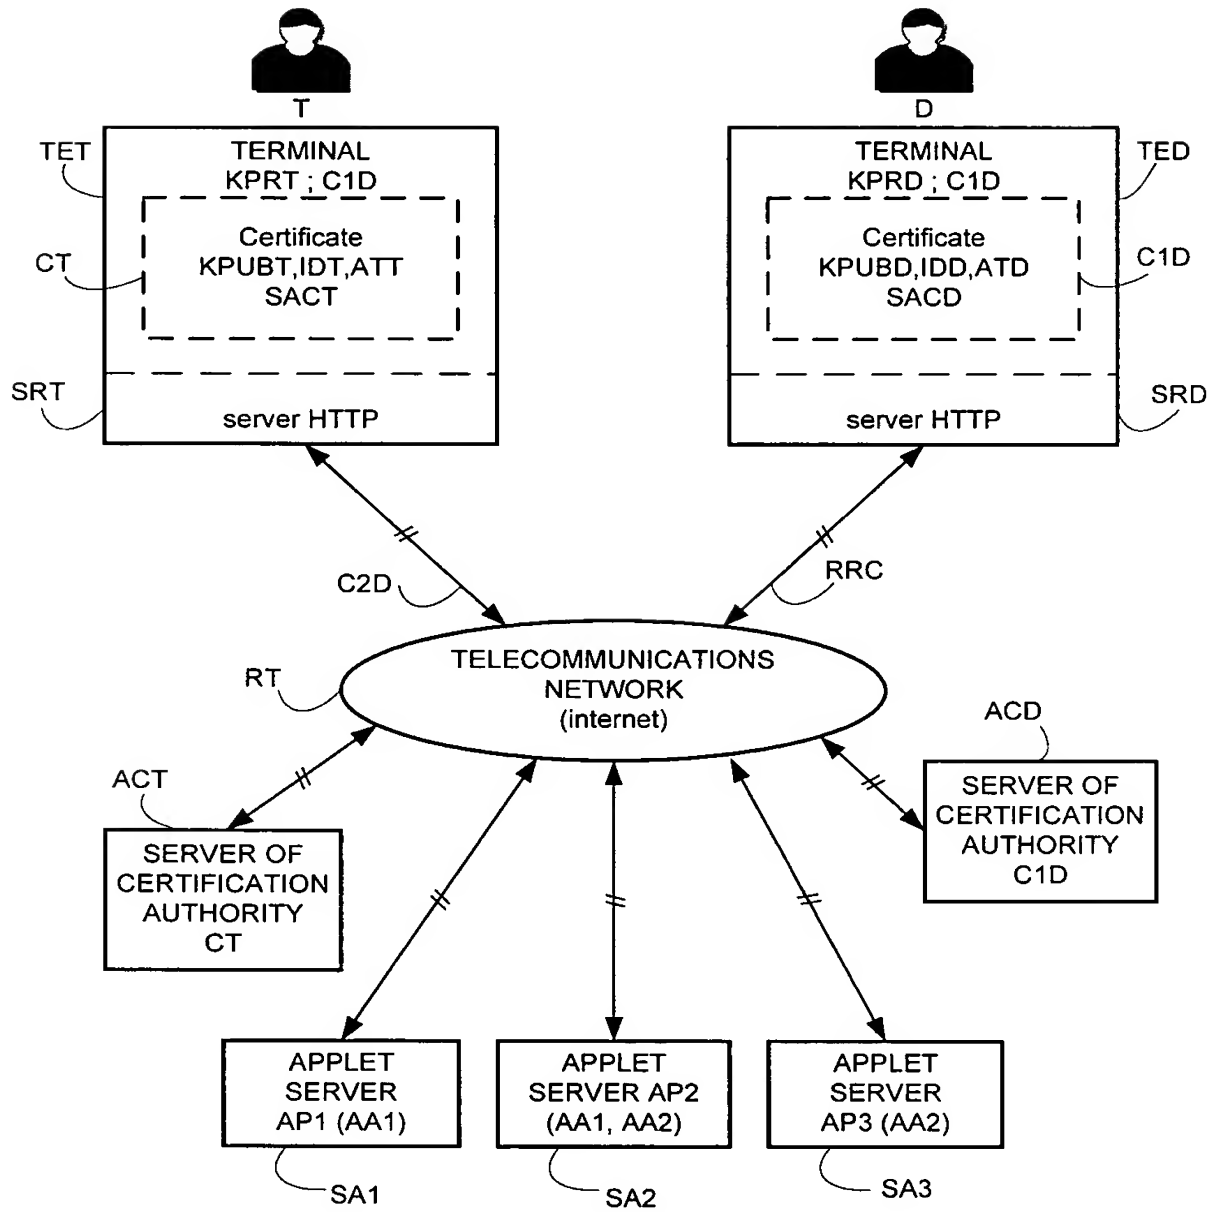 T
D
TET
TERMINAL
KPRT ; C1D
CT
Certificate
KPUBT,IDT,ATT
SACT
SRT
server HTTP
TERMINAL
KPRD ; C1D
TED
Certificate
KPUBD,IDD,ATD
SACD
C1D
server HTTP
SRD
C2D
RRC
RT
TELECOMMUNICATIONS
NETWORK
(internet)
ACT
SERVER OF
CERTIFICATION
AUTHORITY
CT
ACD
SERVER OF
CERTIFICATION
AUTHORITY
C1D
APPLET
SERVER
AP1 (AA1)
SA1
APPLET
SERVER AP2
(AA1, AA2)
SA2
APPLET
SERVER
AP3 (AA2)
SA3